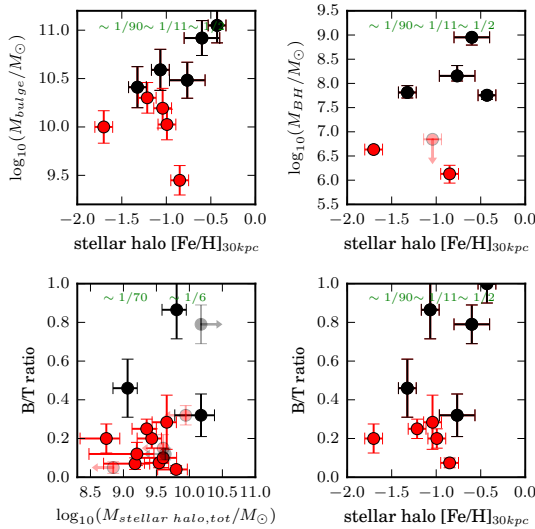 ∼ 1/90∼ 1/11∼ 1/2
11.0
10.5
10.0
9.5
log₁₀(M_bulge/M⊙)
−2.0 −1.5 −1.0 −0.5 0.0
stellar halo [Fe/H]₃₀ₖₚc
∼ 1/90∼ 1/11∼ 1/2
9.5
9.0
8.5
8.0
7.5
7.0
6.5
6.0
log₁₀(M_BH/M⊙)
−2.0 −1.5 −1.0 −0.5 0.0
stellar halo [Fe/H]₃₀ₖₚc
∼ 1/70 ∼ 1/6
1.0
0.8
0.6
0.4
0.2
0.0
B/T ratio
8.5 9.0 9.5 10.0 10.5 11.0
log₁₀(M_stellar halo,tot/M⊙)
∼ 1/90∼ 1/11∼ 1/2
1.0
0.8
0.6
0.4
0.2
0.0
B/T ratio
−2.0 −1.5 −1.0 −0.5 0.0
stellar halo [Fe/H]₃₀ₖₚc